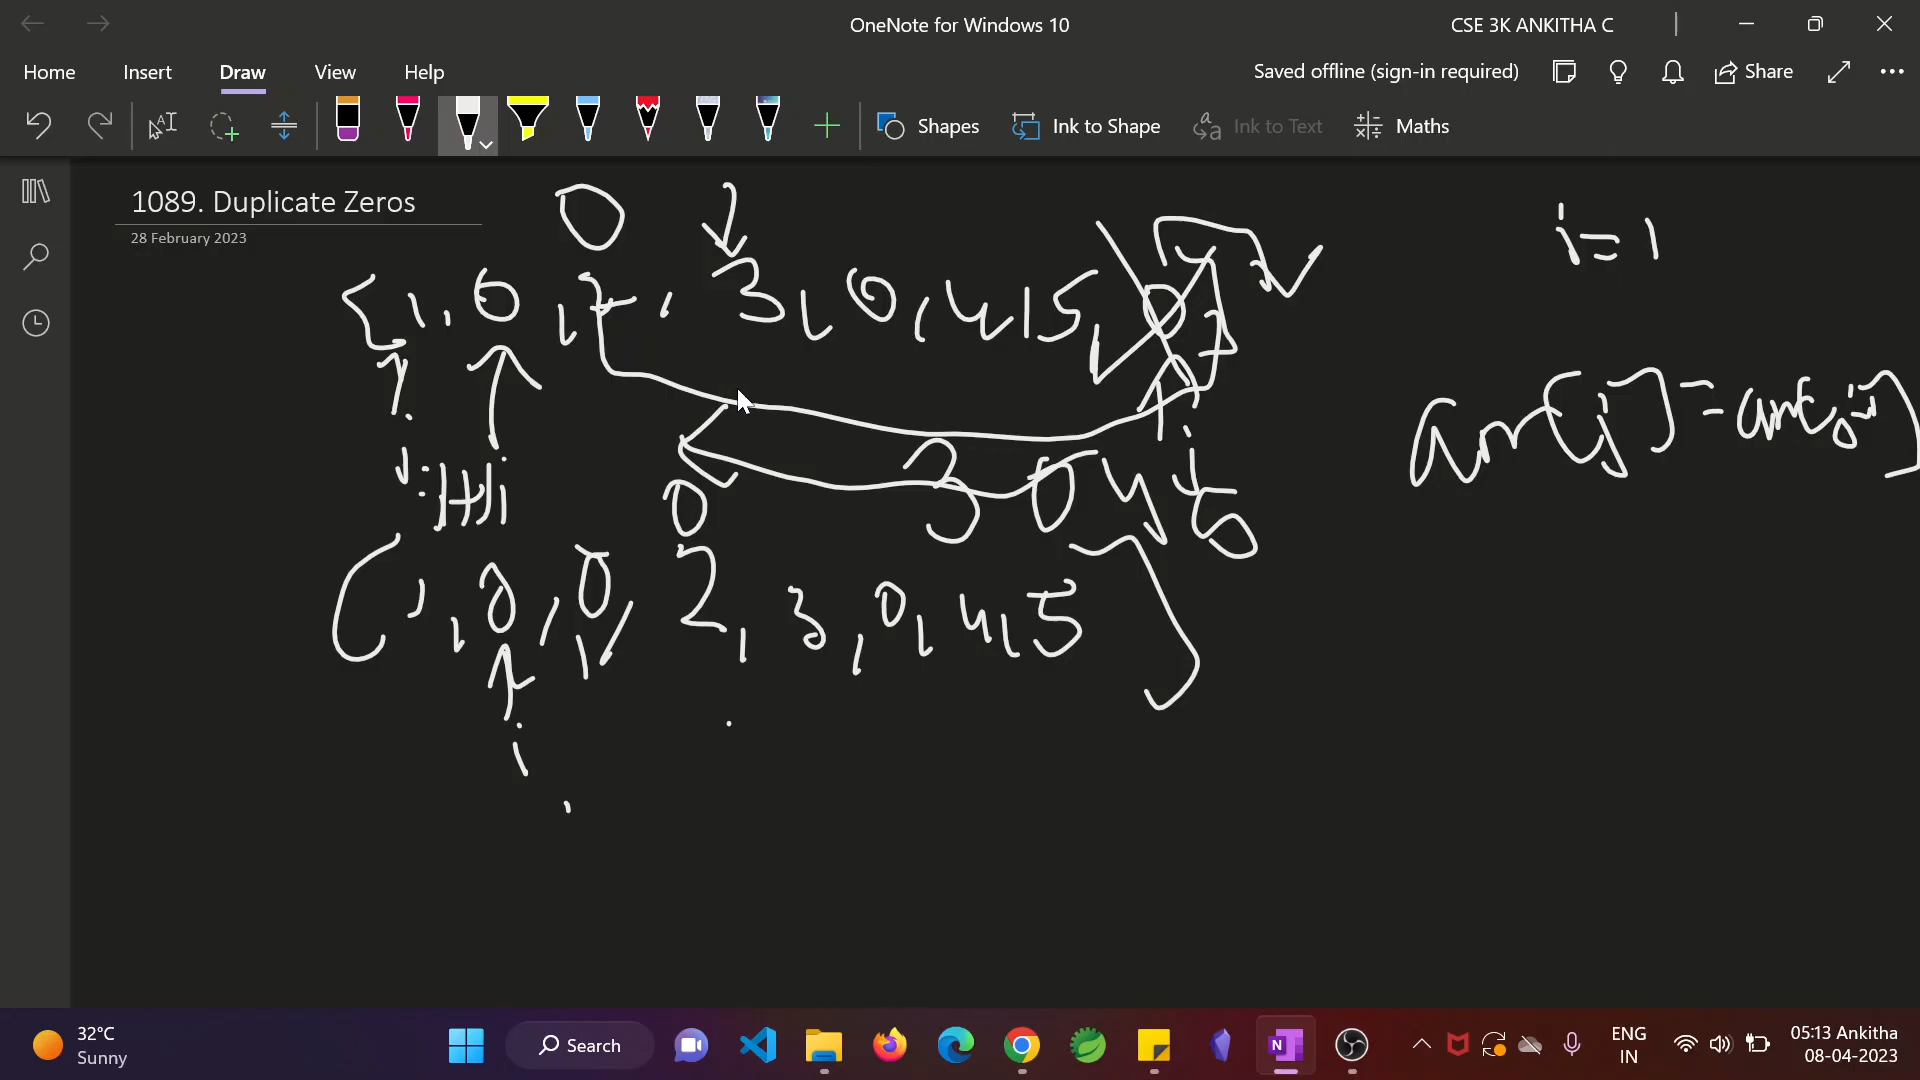 OneNote for Windows 10
CSE 3K ANKITHA C
Home Insert Draw View Help
Saved offline (sign-in required)
Share
Shapes
Ink to Shape
Ink to Text
Maths
1089. Duplicate Zeros
28 February 2023
0
i=1
{1, 0, 2, 3, 0, 4, 5, 0}
arr[j]=arr[j-1]
i++
0 3 0 4 5
1, 0, 0, 2, 3, 0, 4, 5
i
32°C
Sunny
Search
ENG
IN
05:13 Ankitha
08-04-2023